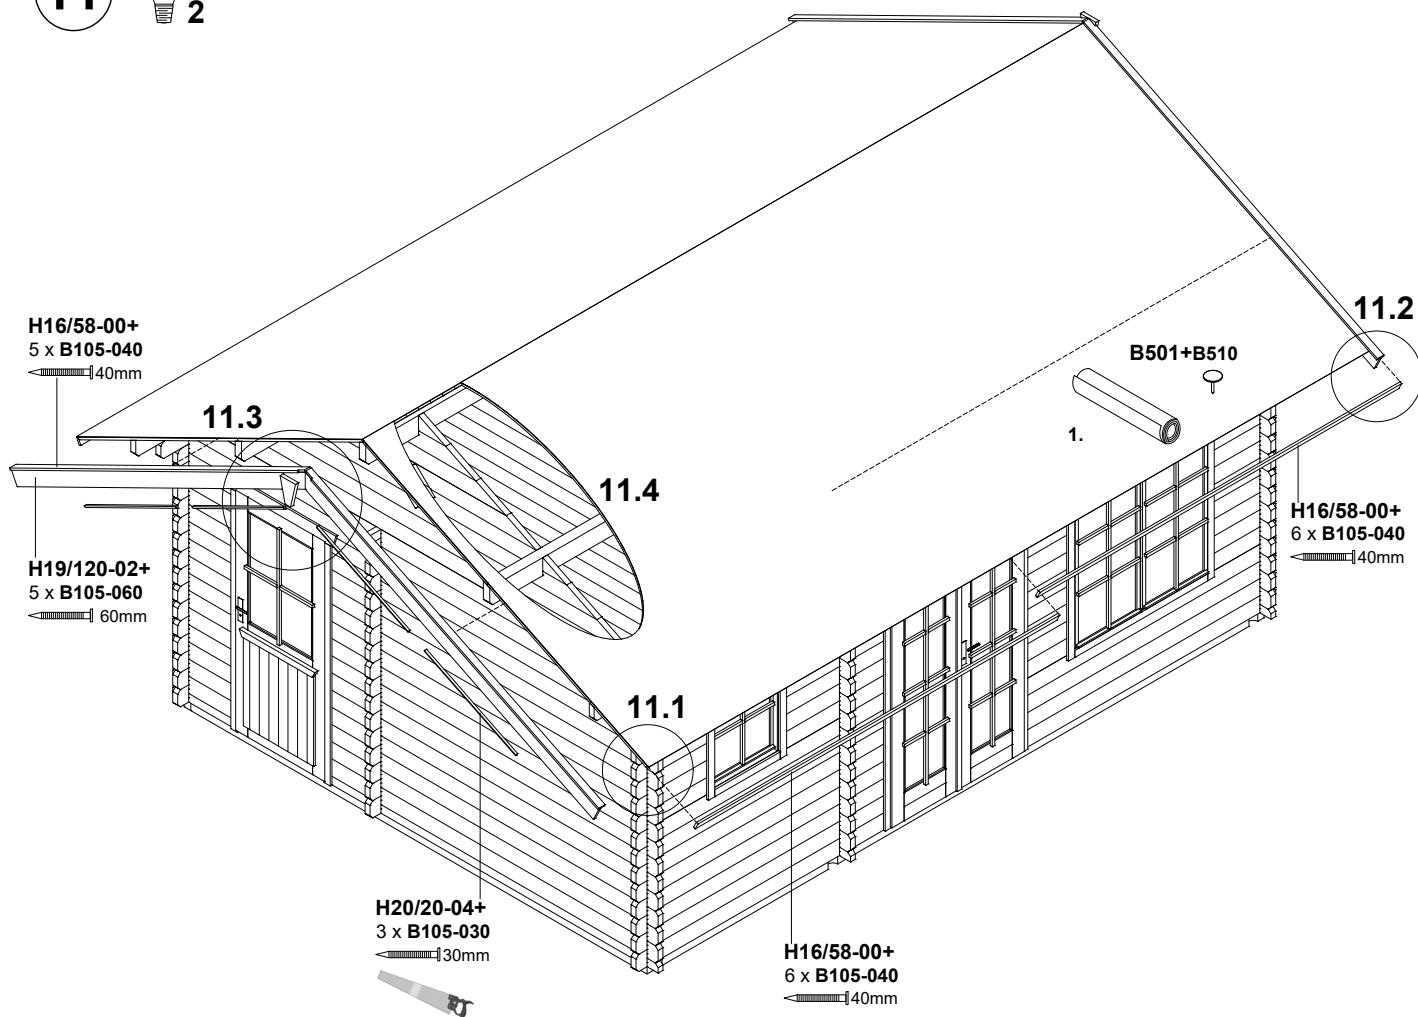 11
2
H16/58-00+
5 x B105-040
40mm
11.3
11.2
B501+B510
1.
11.4
H16/58-00+
6 x B105-040
40mm
H19/120-02+
5 x B105-060
60mm
11.1
H20/20-04+
3 x B105-030
30mm
H16/58-00+
6 x B105-040
40mm